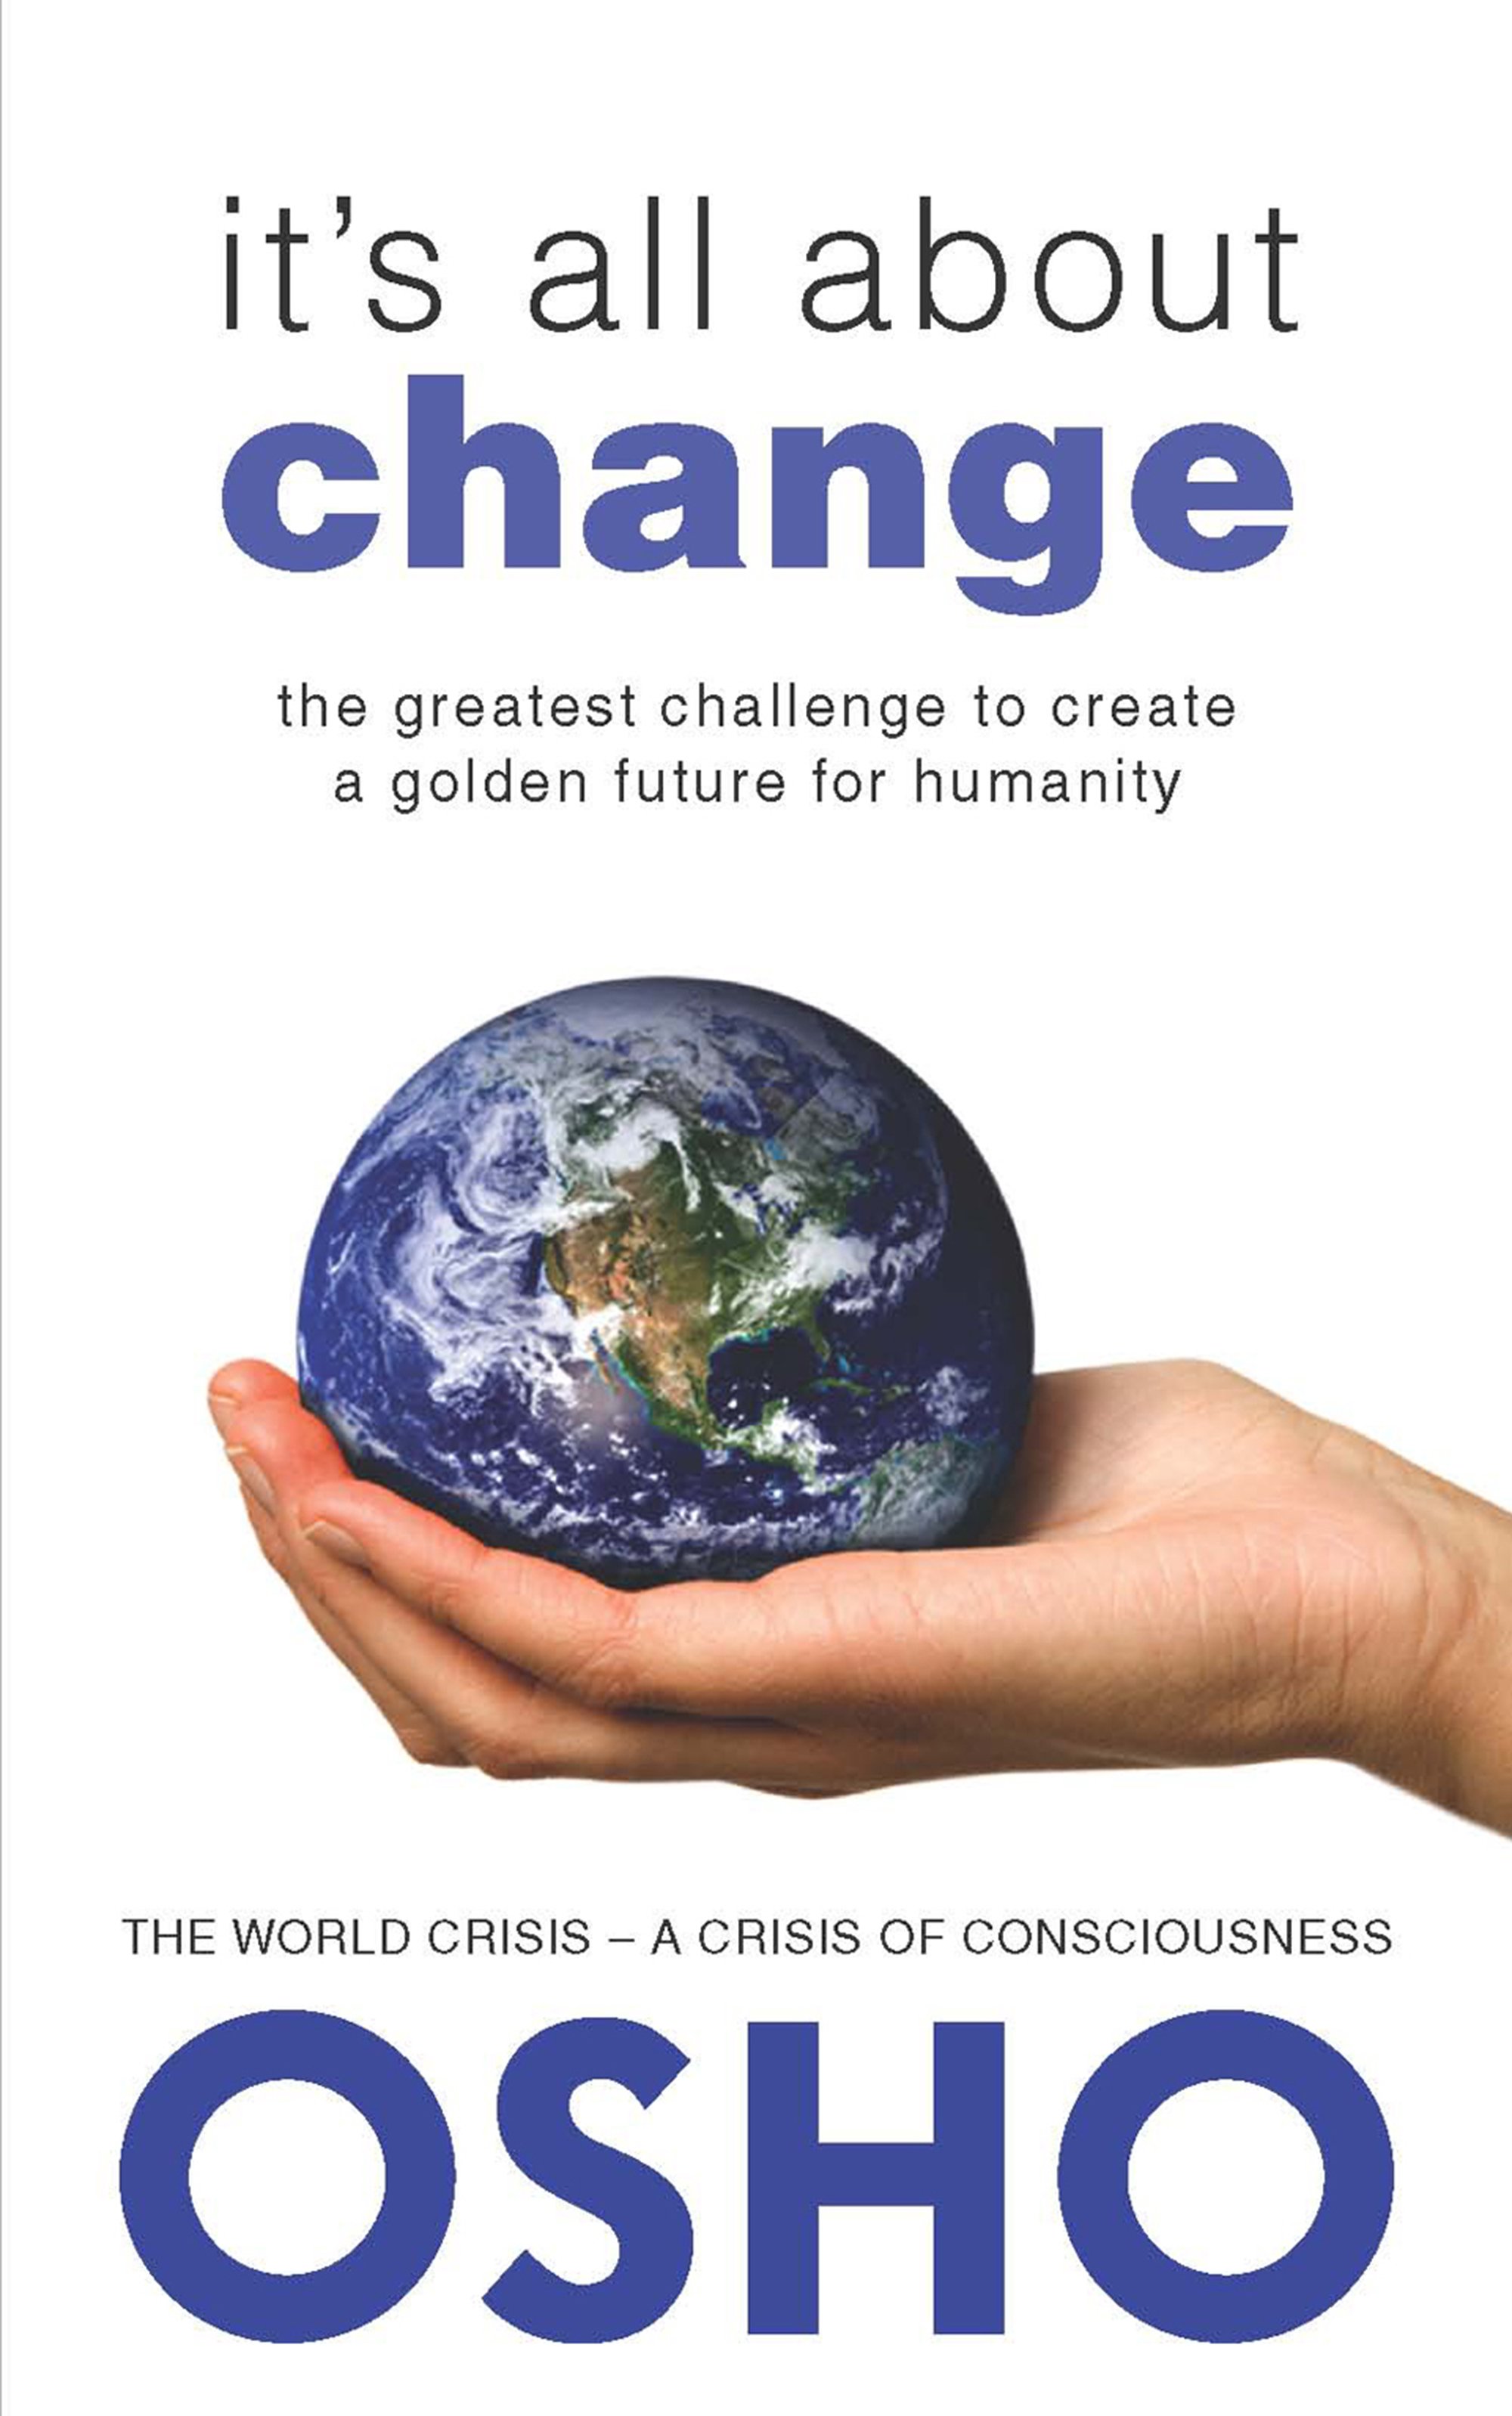 it’s all about
change
the greatest challenge to create
a golden future for humanity
THE WORLD CRISIS – A CRISIS OF CONSCIOUSNESS
OSHO